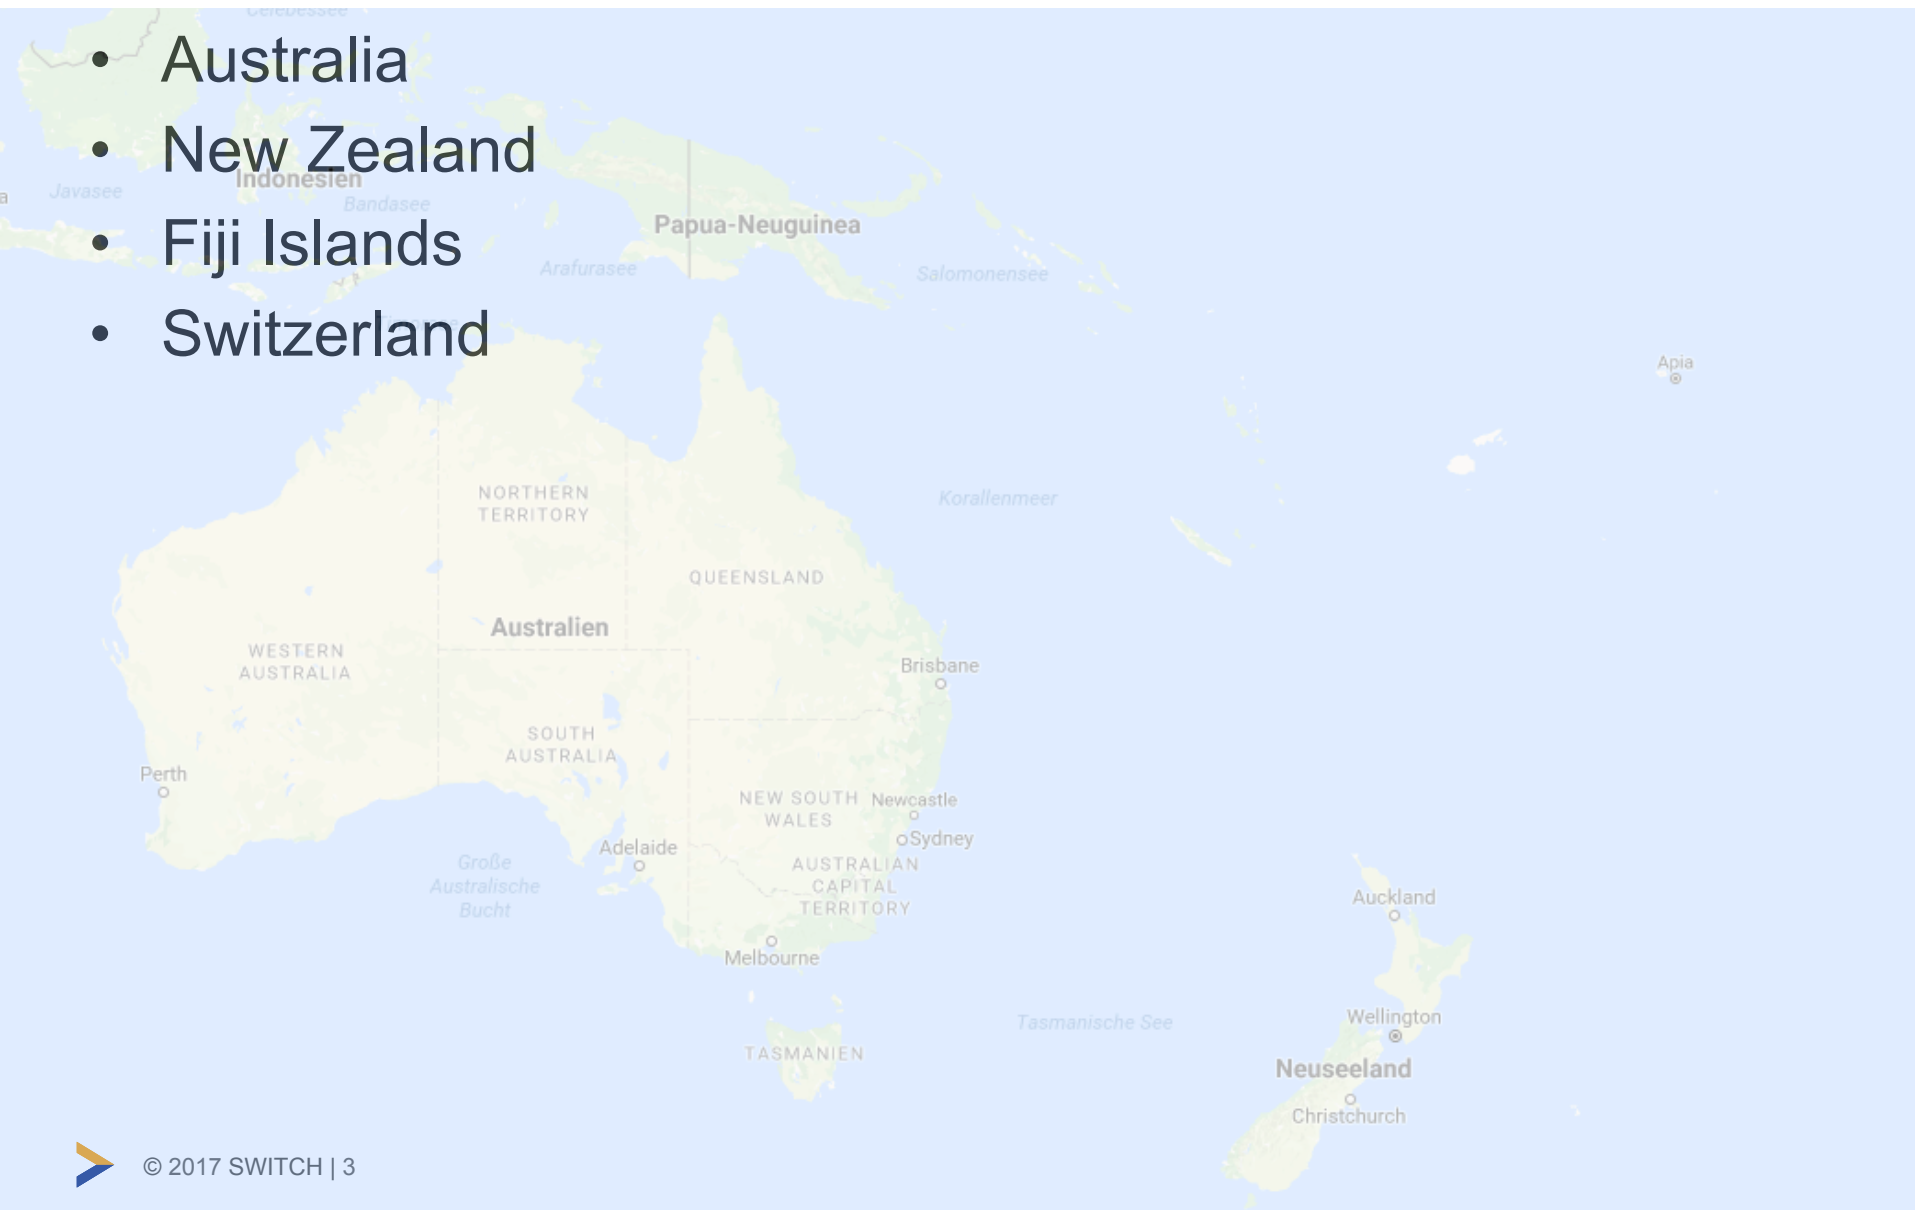 Celebessee
• Australia
• New Zealand
Indonesien
Javasee
Bandasee
Papua-Neuguinea
• Fiji Islands
Arafurasee
Salomonensee
• Switzerland
Apia
NORTHERN
TERRITORY
Korallenmeer
QUEENSLAND
Australien
WESTERN
AUSTRALIA
Brisbane
SOUTH
AUSTRALIA
Perth
NEW SOUTH
WALES
Newcastle
Sydney
Adelaide
Große
Australische
Bucht
AUSTRALIAN
CAPITAL
TERRITORY
Auckland
Melbourne
Wellington
Tasmanische See
TASMANIEN
Neuseeland
Christchurch
© 2017 SWITCH | 3